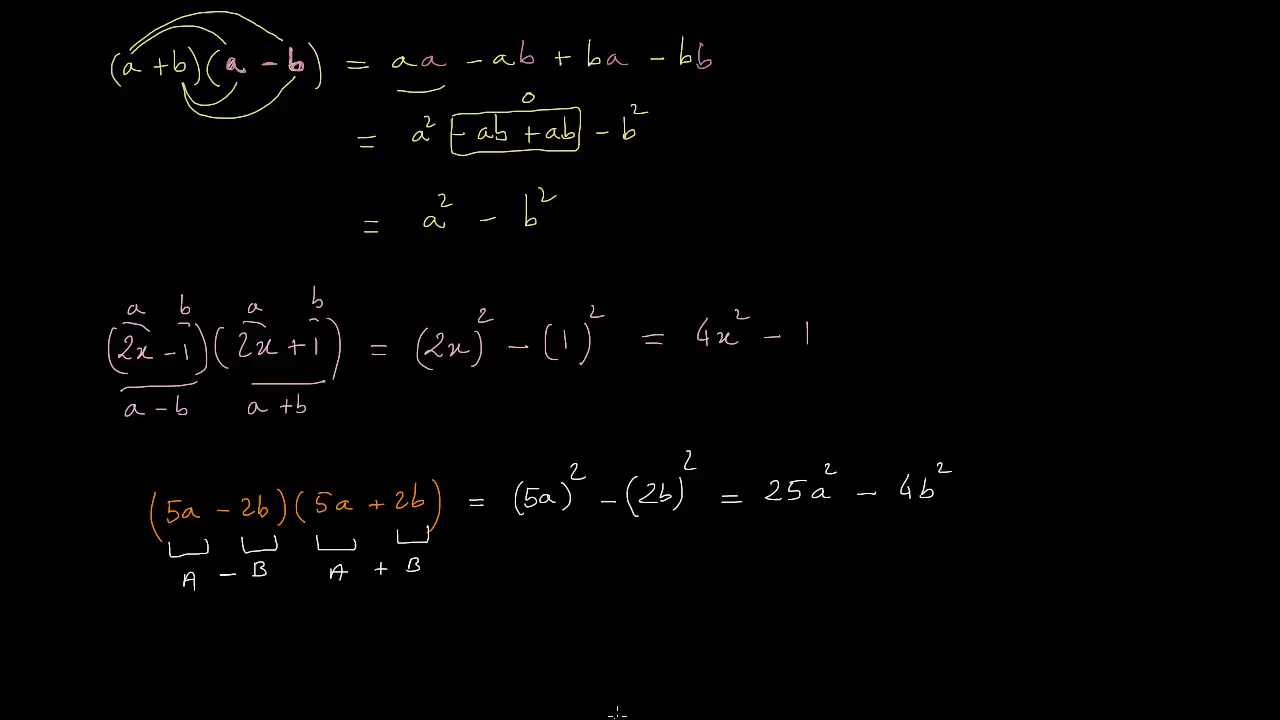 (a + b)(a - b) = aa - ab + ba - bb
0
= a² - ab + ab - b²
= a² - b²
a b a b
(2x - 1)(2x + 1) = (2x)² - (1)² = 4x² - 1
a - b a + b
(5a - 2b)(5a + 2b) = (5a)² - (2b)² = 25a² - 4b²
A - B A + B